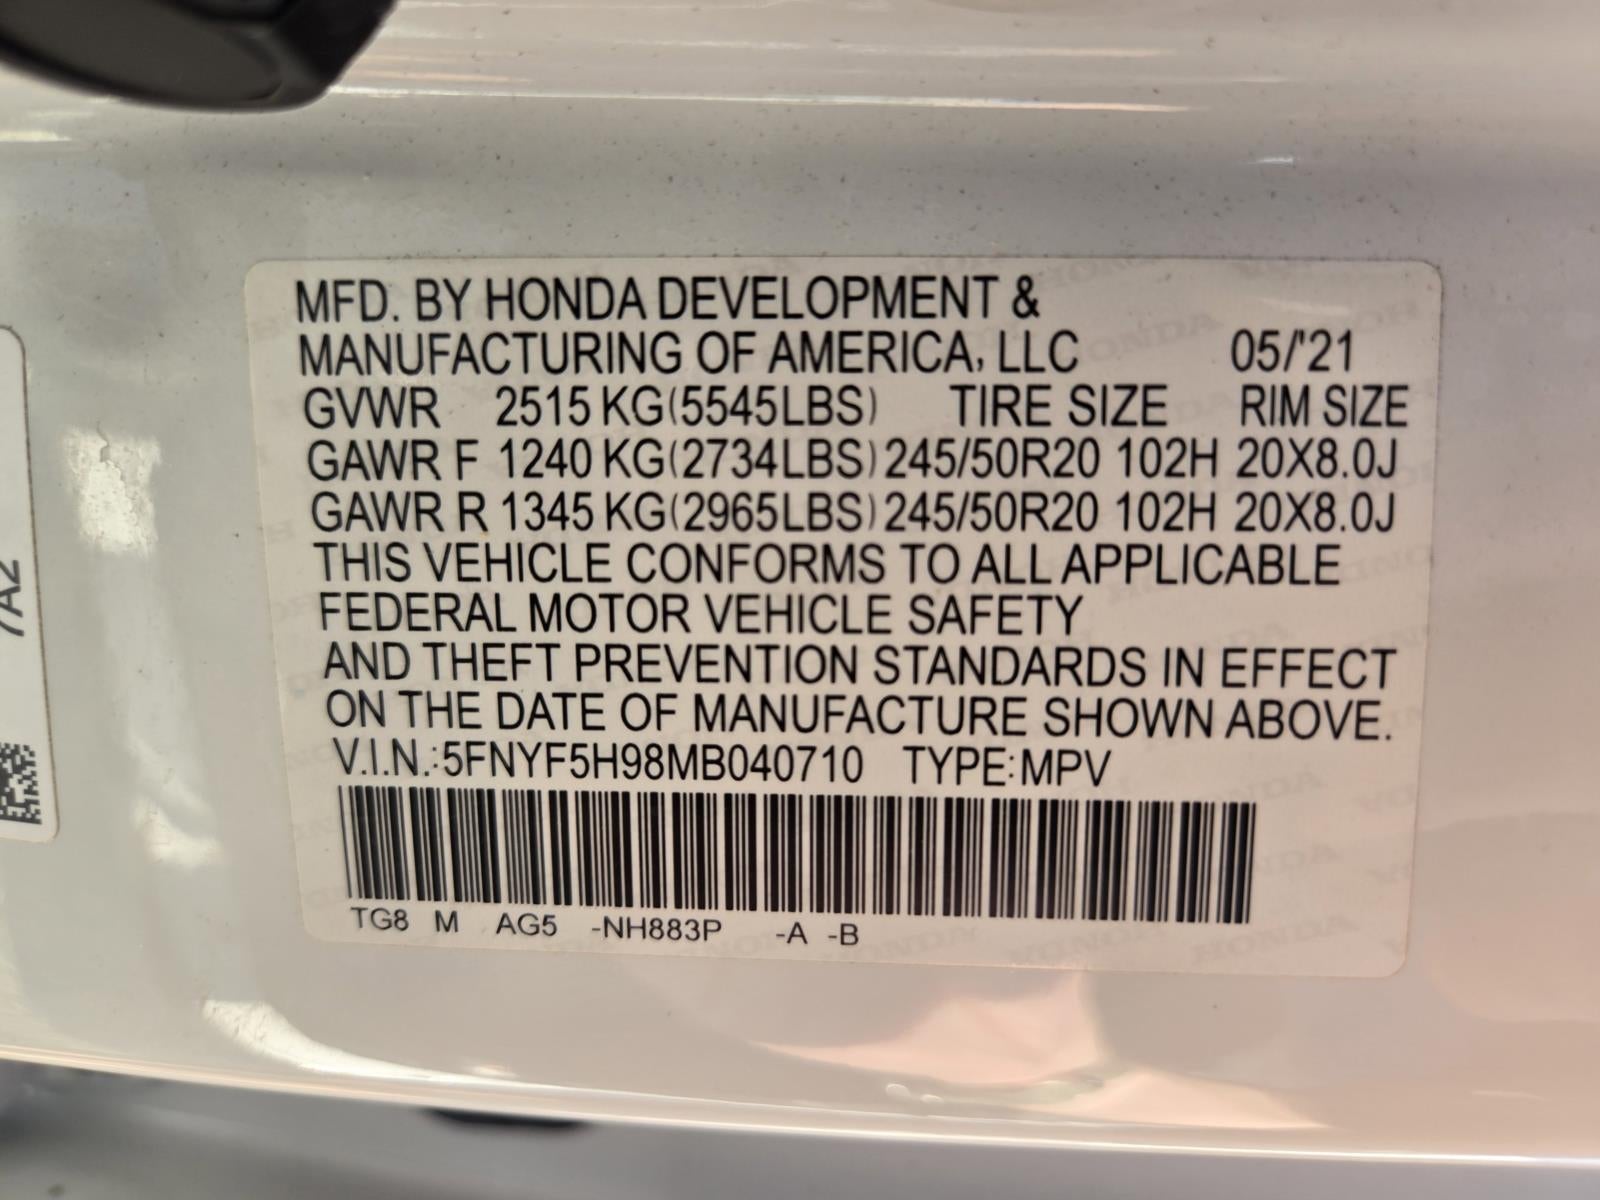 MFD. BY HONDA DEVELOPMENT &
MANUFACTURING OF AMERICA, LLC 05/'21
GVWR 2515 KG(5545LBS) TIRE SIZE RIM SIZE
GAWR F 1240 KG(2734LBS) 245/50R20 102H 20X8.0J
GAWR R 1345 KG(2965LBS) 245/50R20 102H 20X8.0J
THIS VEHICLE CONFORMS TO ALL APPLICABLE
FEDERAL MOTOR VEHICLE SAFETY
AND THEFT PREVENTION STANDARDS IN EFFECT
ON THE DATE OF MANUFACTURE SHOWN ABOVE.
V.I.N.:5FNYF5H98MB040710 TYPE:MPV
TG8 M AG5 -NH883P -A -B
7A2